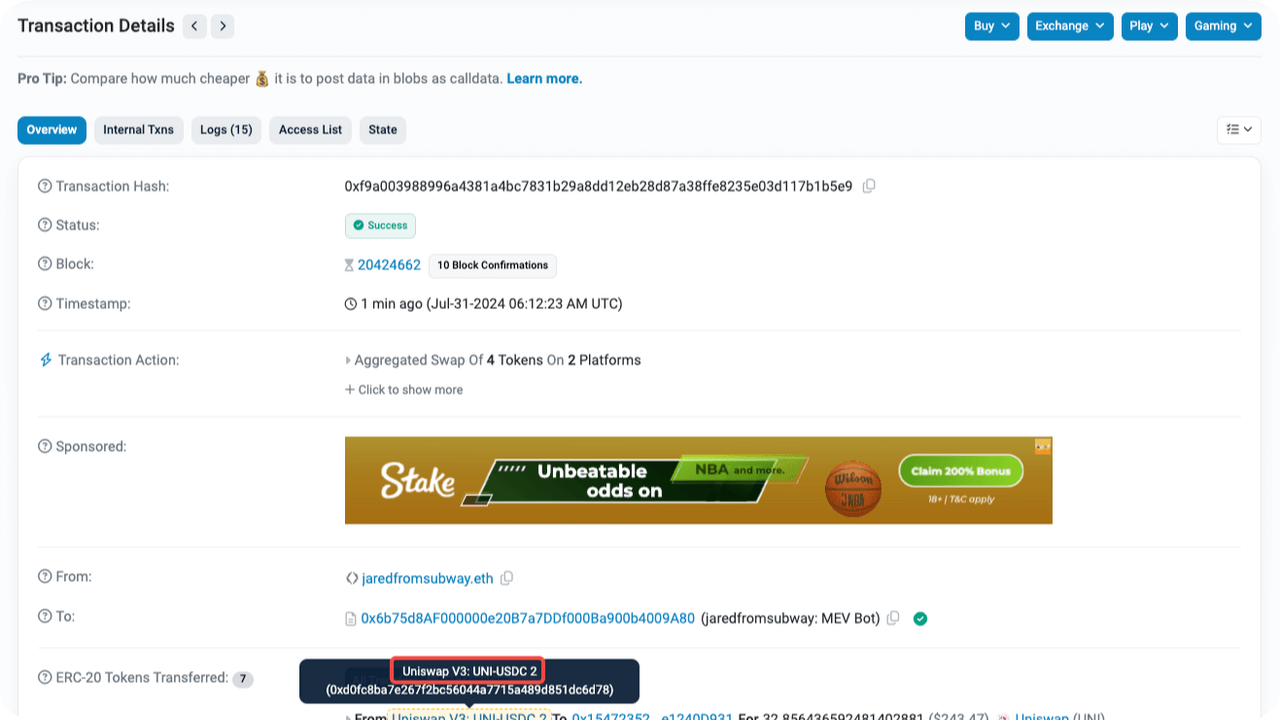 Transaction Details
Buy Exchange Play Gaming
Pro Tip: Compare how much cheaper 💰 it is to post data in blobs as calldata. Learn more.
Overview Internal Txns Logs (15) Access List State
Transaction Hash: 0xf9a003988996a4381a4bc7831b29a8dd12eb28d87a38ffe8235e03d117b1b5e9
Status: Success
Block: 20424662 10 Block Confirmations
Timestamp: 1 min ago (Jul-31-2024 06:12:23 AM UTC)
Transaction Action: Aggregated Swap Of 4 Tokens On 2 Platforms
+ Click to show more
Sponsored:
Stake Unbeatable odds on NBA and more. Wilson NBA Claim 200% Bonus
18+ | T&C apply
From: jaredfromsubway.eth
To: 0x6b75d8AF000000e20B7a7DDf000Ba900b4009A80 (jaredfromsubway: MEV Bot)
ERC-20 Tokens Transferred: 7
Uniswap V3: UNI-USDC 2
(0xd0fc8ba7e267f2bc56044a7715a489d851dc6d78)
From Uniswap V3: UNI-USDC 2 To 0x15472352...e1240D931 For 32.856436592481402881 ($243.47) Uniswap (UNI)